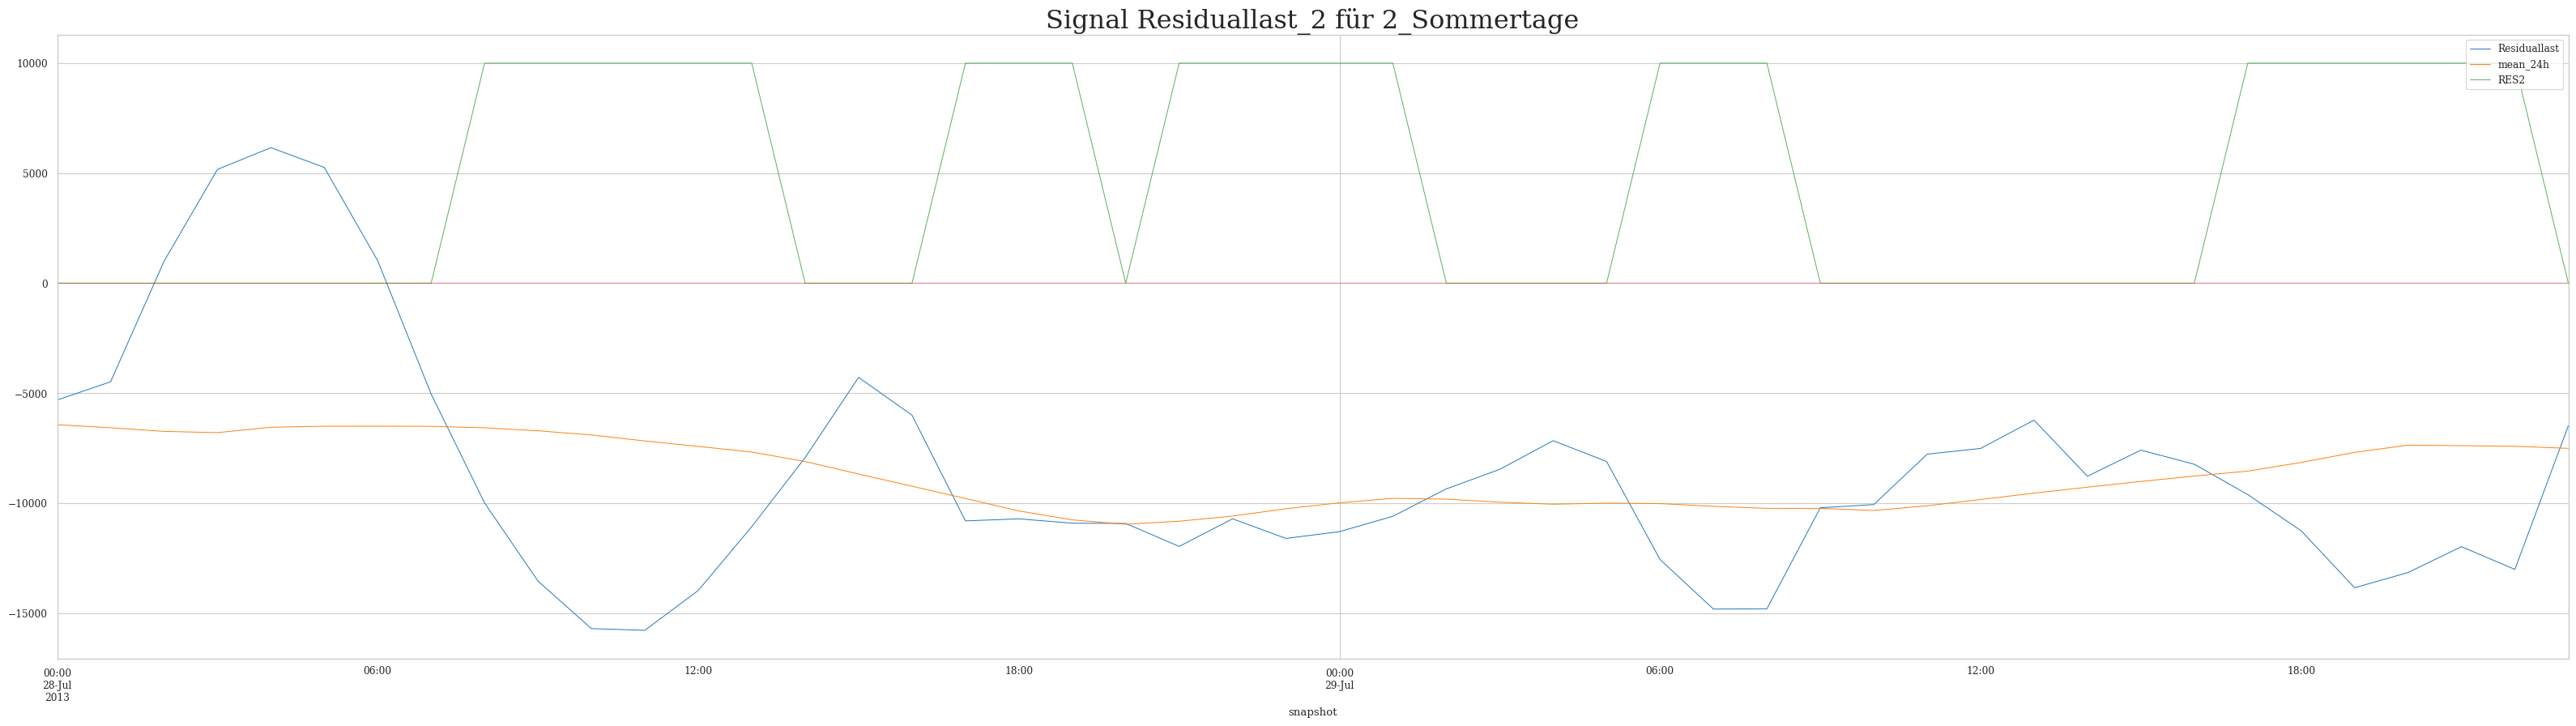 Signal Residuallast_2 für 2_Sommertage
Residuallast
mean_24h
RES2
10000
5000
0
−5000
−10000
−15000
00:00 06:00 12:00 18:00 00:00 06:00 12:00 18:00
28-Jul 29-Jul
2013
snapshot